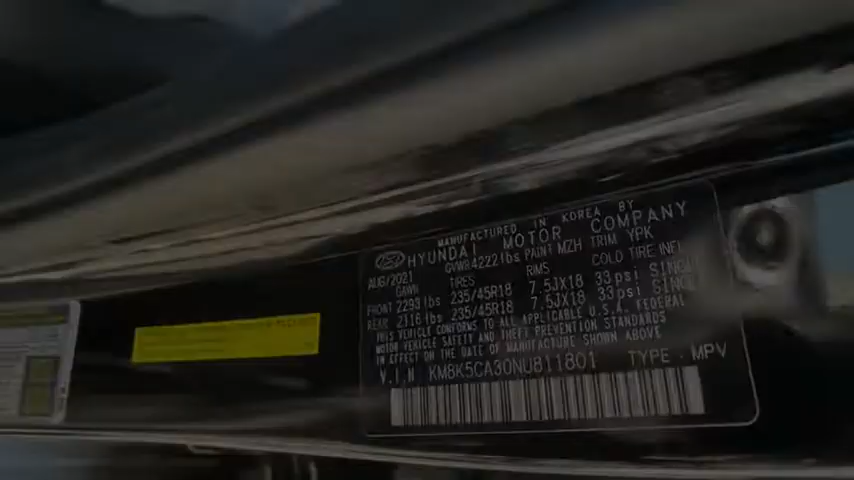 MANUFACTURED IN KOREA BY
HYUNDAI MOTOR COMPANY
AUG/2021 GVWR 4222 lbs PAINT MZH TRIM YPK
GAWR TIRES RIMS COLD TIRE INFL
FRONT 2293 lbs 235/45R18 7.5JX18 33 psi SINGL
REAR 2116 lbs 235/45R18 7.5JX18 33 psi SINGL
THIS VEHICLE CONFORMS TO ALL APPLICABLE U.S.A. FEDERAL
MOTOR VEHICLE SAFETY AND THEFT PREVENTION STANDARDS
IN EFFECT ON THE DATE OF MANUFACTURE SHOWN ABOVE.
V.I.N KM8K5CA30NU811801 TYPE : MPV